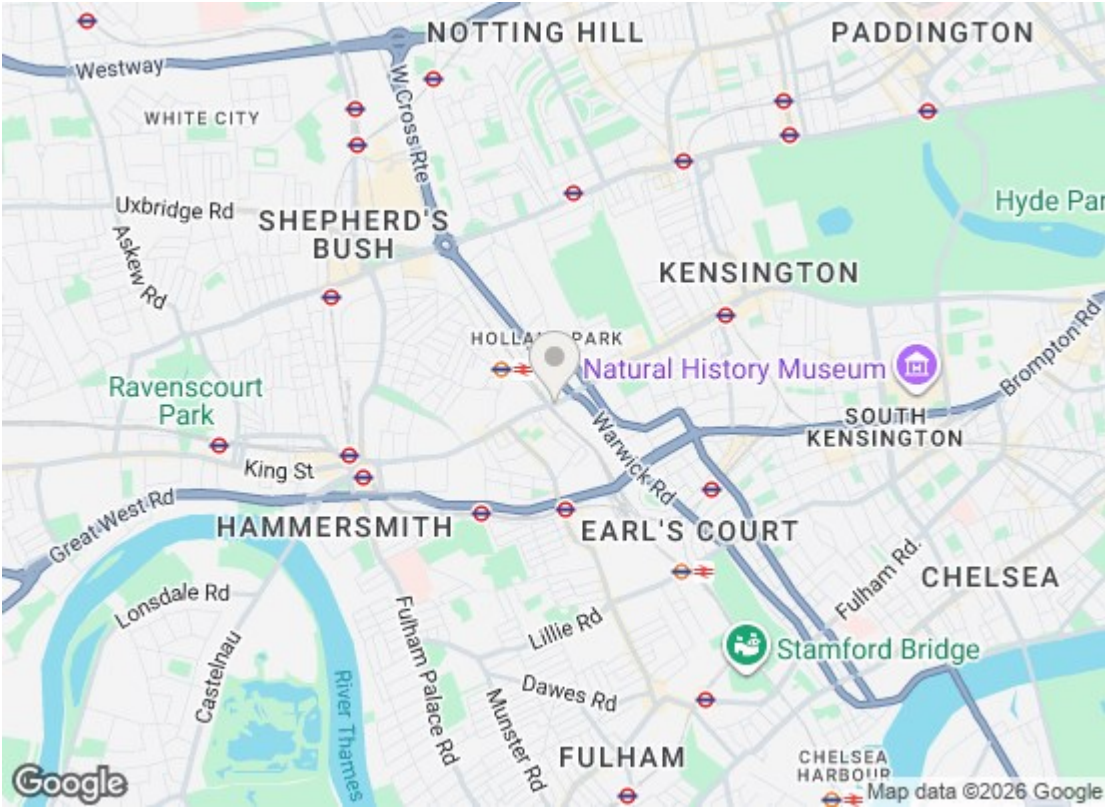 NOTTING HILL
PADDINGTON
Westway
W Cross Rte
WHITE CITY
Uxbridge Rd
Askew Rd
SHEPHERD'S
BUSH
Hyde Par
KENSINGTON
Brompton Rd
Natural History Museum
Ravenscourt
Park
SOUTH
KENSINGTON
Warwick Rd
King St
Great West Rd
HAMMERSMITH
EARL'S COURT
Fulham Rd.
CHELSEA
Lonsdale Rd
Castelnau
Fulham Palace Rd
Lillie Rd
Stamford Bridge
River Thames
Dawes Rd
Munster Rd
FULHAM
CHELSEA
HARBOUR
Google
Map data ©2026 Google